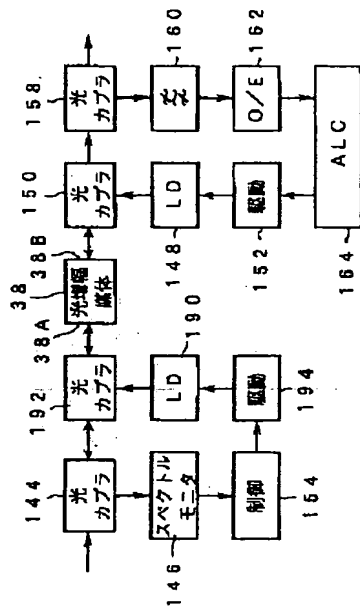 144
光
カプラ
192
光
カプラ
38A
38
光増幅
媒体
38B
150
光
カプラ
158
光
カプラ
146
スペクトル
モニタ
LD
190
148
LD
160
154
制御
駆動
194
152
駆動
O/E
162
164
ALC